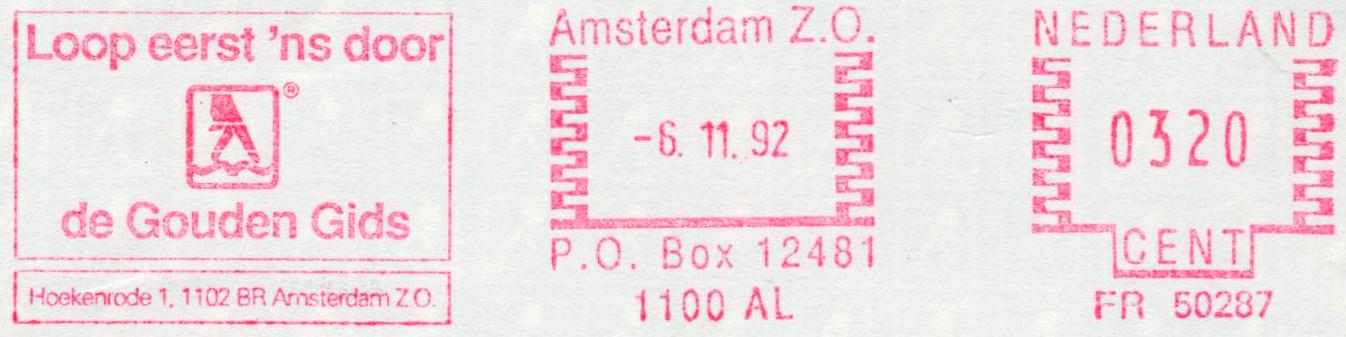 Loop eerst 'ns door
®
de Gouden Gids
Hoekenrode 1, 1102 BR Amsterdam Z.O.
Amsterdam Z.O.
-6. 11. 92
P.O. Box 12481
1100 AL
NEDERLAND
0320
CENT
FR 50287